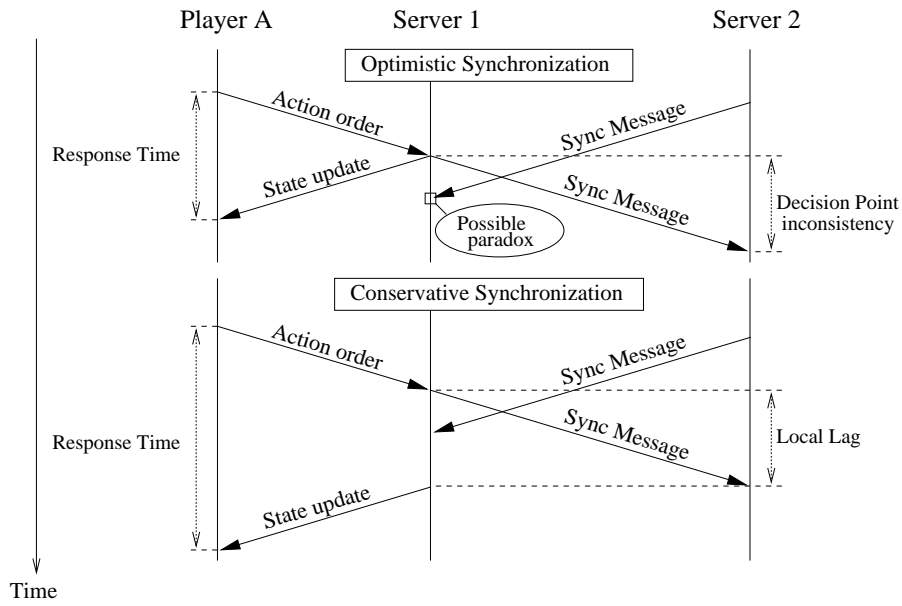 Player A
Server 1
Server 2
Optimistic Synchronization
Action order
Sync Message
Response Time
State update
Sync Message
Decision Point
inconsistency
Possible
paradox
Conservative Synchronization
Action order
Sync Message
Response Time
Sync Message
Local Lag
State update
Time